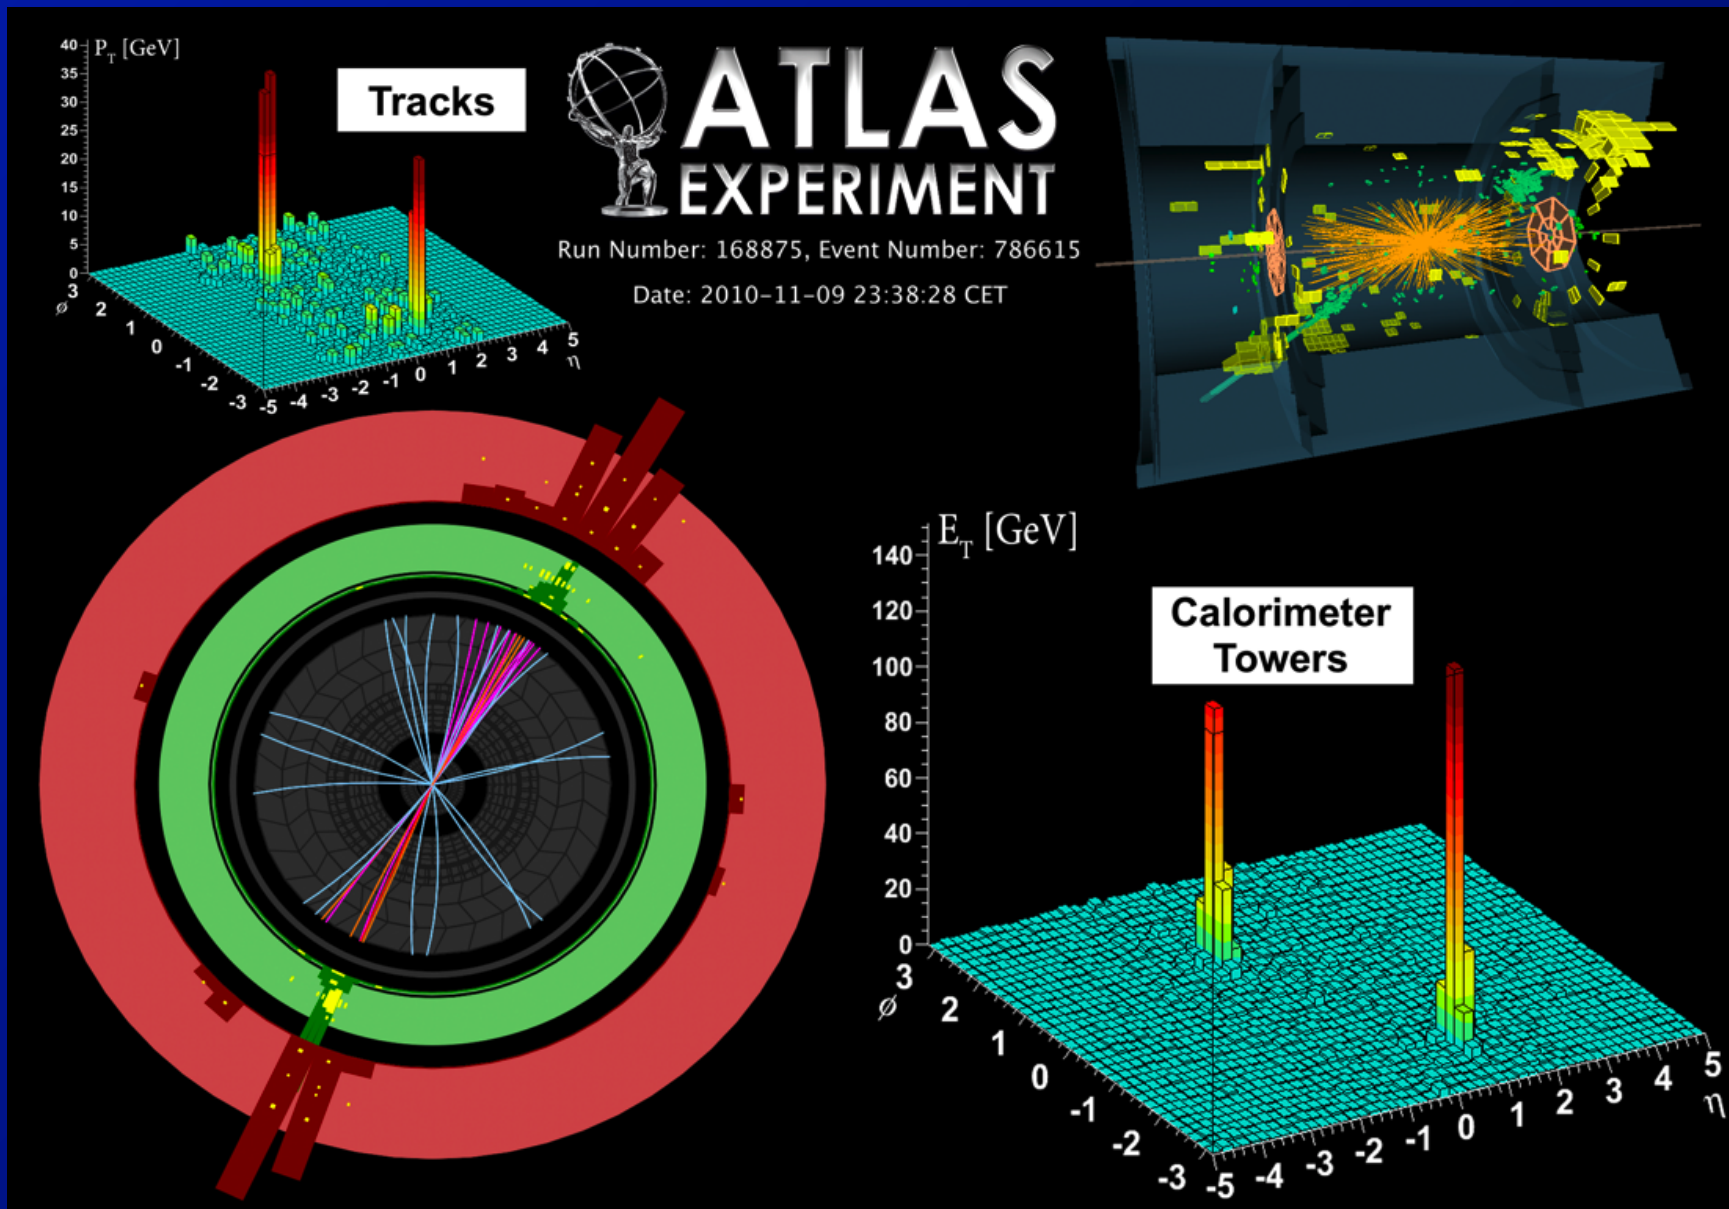 P_T [GeV]
40
35
30
25
20
15
10
5
0
Tracks
3
2
1
0
-1
-2
-3
ø
-5 -4 -3 -2 -1 0 1 2 3 4 5
η
ATLAS
EXPERIMENT
Run Number: 168875, Event Number: 786615
Date: 2010-11-09 23:38:28 CET
E_T [GeV]
140
120
100
80
60
40
20
0
Calorimeter
Towers
3
2
1
0
-1
-2
-3
ø
-5 -4 -3 -2 -1 0 1 2 3 4 5
η